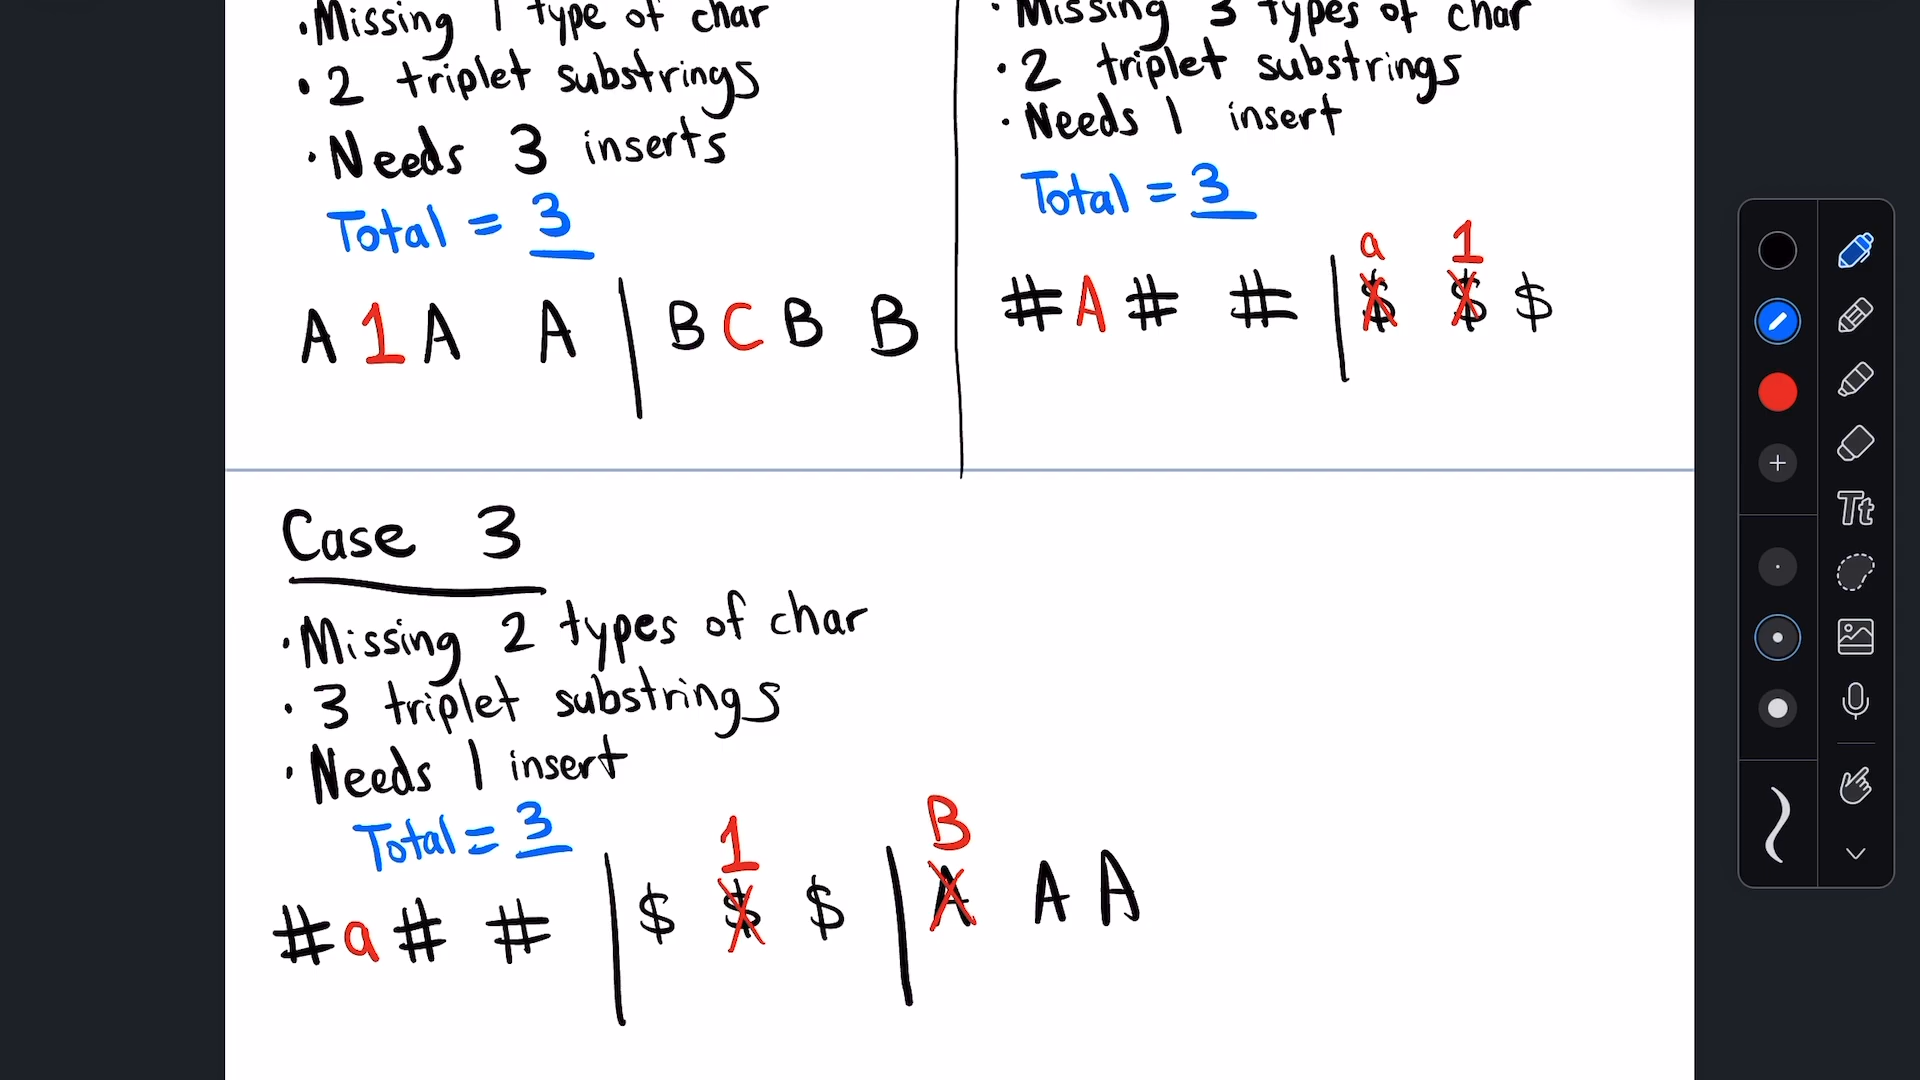 •Missing 1 type of char
•2 triplet substrings
•Needs 3 inserts
Total = 3
A 1 A A | B C B B
•Missing 3 types of char
•2 triplet substrings
•Needs 1 insert
Total = 3
a 1
# A # # | $ $ $
Case 3
•Missing 2 types of char
•3 triplet substrings
•Needs 1 insert
Total = 3
1 B
# a # # | $ $ $ | A A A
Tt